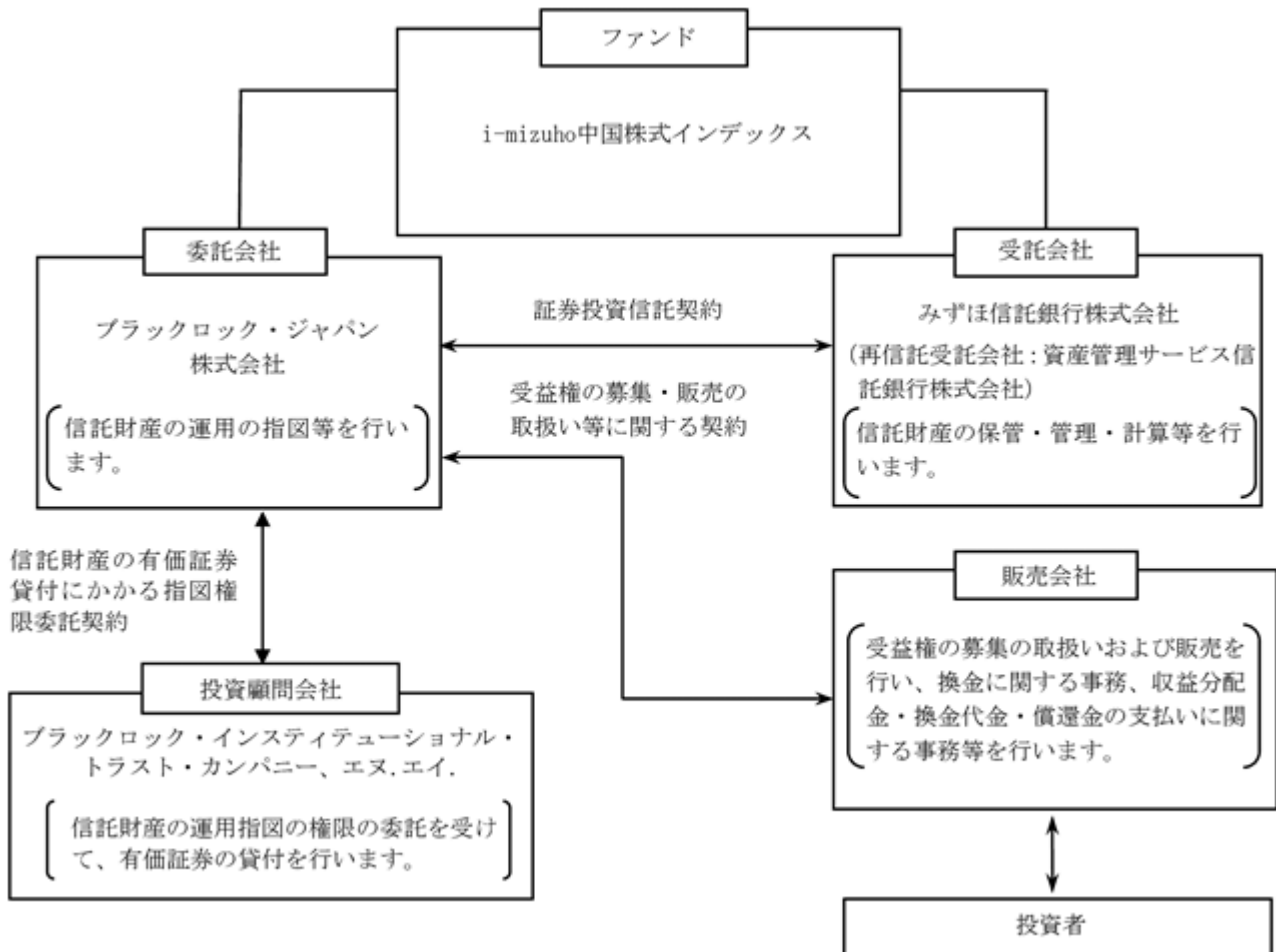 ファンド
i-mizuho中国株式インデックス
委託会社
ブラックロック・ジャパン
株式会社
信託財産の運用の指図等を行い
ます。
証券投資信託契約
受益権の募集・販売の
取扱い等に関する契約
受託会社
みずほ信託銀行株式会社
(再信託受託会社:資産管理サービス信
託銀行株式会社)
信託財産の保管・管理・計算等を行
います。
信託財産の有価証券
貸付にかかる指図権
限委託契約
投資顧問会社
ブラックロック・インスティテューショナル・
トラスト・カンパニー、エヌ.エイ.
信託財産の運用指図の権限の委託を受け
て、有価証券の貸付を行います。
販売会社
受益権の募集の取扱いおよび販売を
行い、換金に関する事務、収益分配
金・換金代金・償還金の支払いに関
する事務等を行います。
投資者